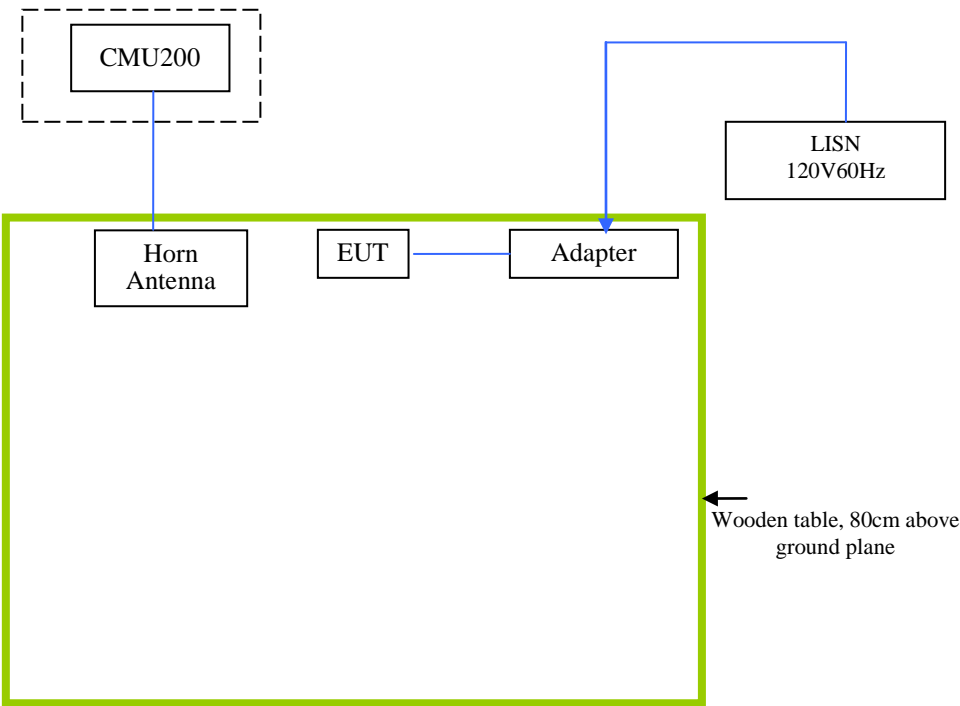 CMU200
LISN
120V60Hz
Horn
Antenna
EUT
Adapter
Wooden table, 80cm above
ground plane